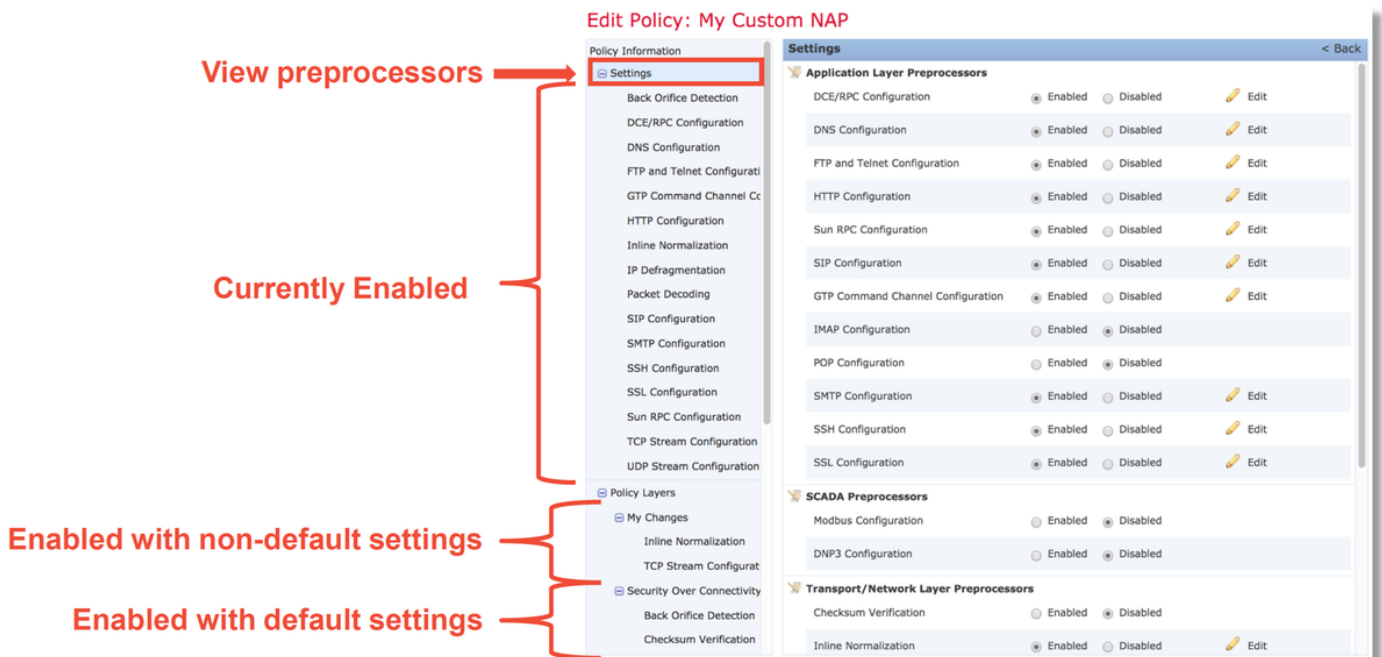 Edit Policy: My Custom NAP
View preprocessors
Currently Enabled
Enabled with non-default settings
Enabled with default settings
Policy Information
Settings
Back Orifice Detection
DCE/RPC Configuration
DNS Configuration
FTP and Telnet Configurati
GTP Command Channel Co
HTTP Configuration
Inline Normalization
IP Defragmentation
Packet Decoding
SIP Configuration
SMTP Configuration
SSH Configuration
SSL Configuration
Sun RPC Configuration
TCP Stream Configuration
UDP Stream Configuration
Policy Layers
My Changes
Inline Normalization
TCP Stream Configurat
Security Over Connectivity
Back Orifice Detection
Checksum Verification
Settings < Back
Application Layer Preprocessors
DCE/RPC Configuration Enabled Disabled Edit
DNS Configuration Enabled Disabled Edit
FTP and Telnet Configuration Enabled Disabled Edit
HTTP Configuration Enabled Disabled Edit
Sun RPC Configuration Enabled Disabled Edit
SIP Configuration Enabled Disabled Edit
GTP Command Channel Configuration Enabled Disabled Edit
IMAP Configuration Enabled Disabled
POP Configuration Enabled Disabled
SMTP Configuration Enabled Disabled Edit
SSH Configuration Enabled Disabled Edit
SSL Configuration Enabled Disabled Edit
SCADA Preprocessors
Modbus Configuration Enabled Disabled
DNP3 Configuration Enabled Disabled
Transport/Network Layer Preprocessors
Checksum Verification Enabled Disabled
Inline Normalization Enabled Disabled Edit